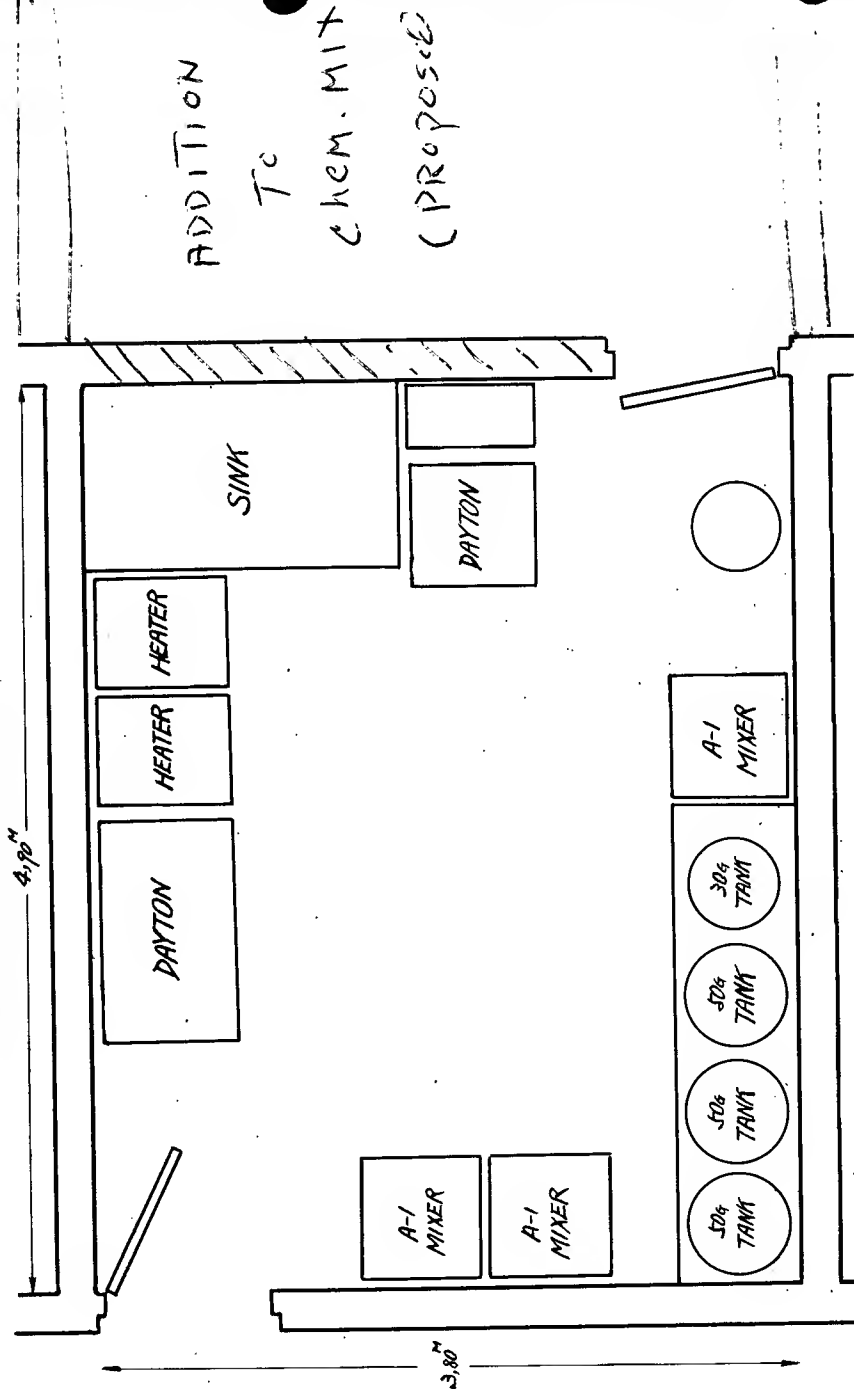 ADDITION
TO
CHEM. MIX
(PROPOSED
4,90 M
SINK
HEATER
HEATER
DAYTON
DAYTON
A-1
MIXER
A-1
MIXER
A-1
MIXER
50G
TANK
50G
TANK
50G
TANK
30G
TANK
3,80 M